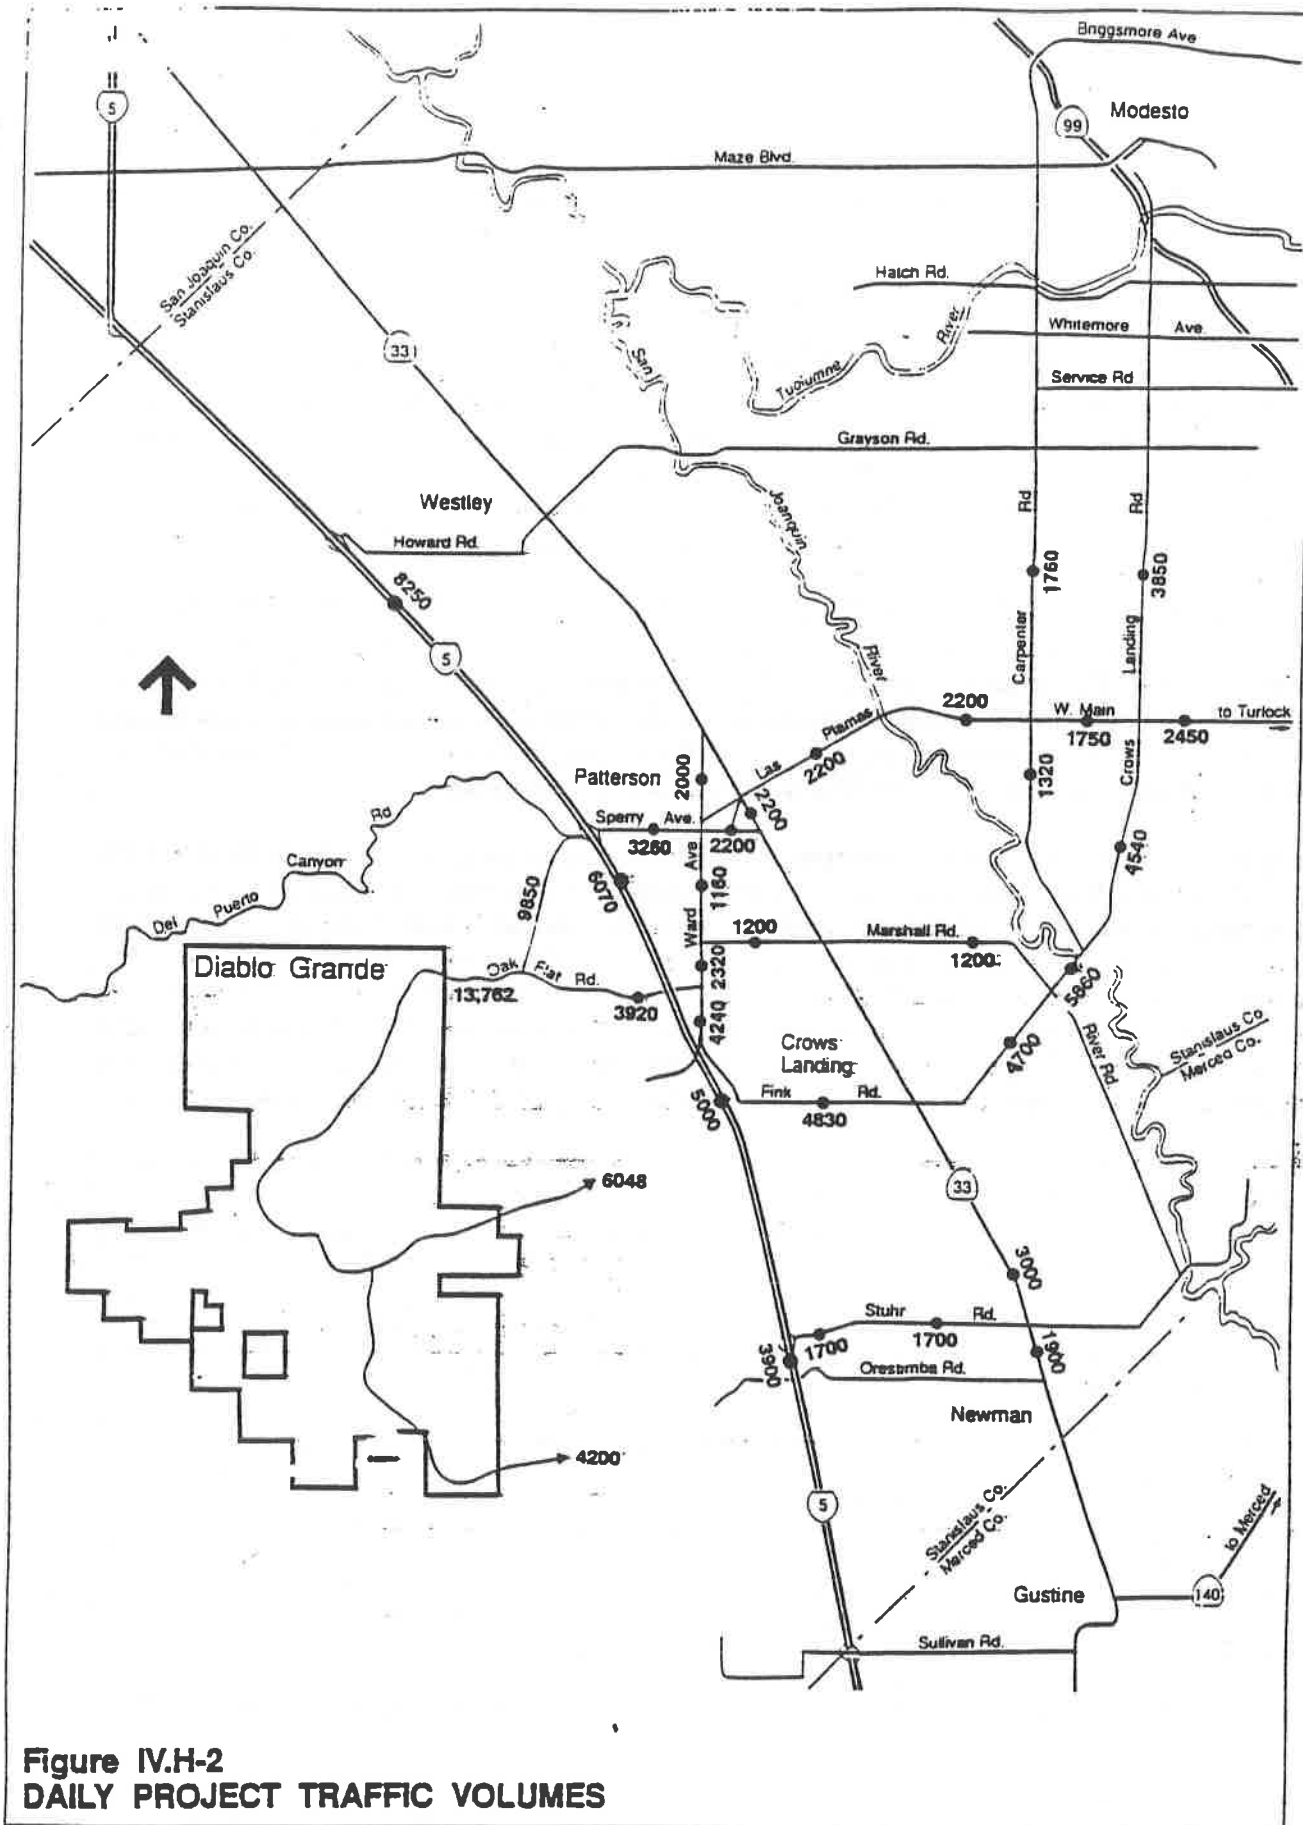 Briggsmore Ave
5
99
Modesto
Maze Blvd.
San Joaquin Co.
Stanislaus Co.
Hatch Rd.
River
Whitemore Ave.
33
San
Tuolumne
Service Rd
Grayson Rd.
Westley
Joanquin
Rd
Rd
Howard Rd.
1760
3850
8250
Carpenter
Landing
5
River
2200
W. Main
to Turlock
Plamas
1750
2450
Las
2200
Patterson
2000
1320
Crows
2200
Sperry Ave.
3260
2200
Rd
4540
Canyon
Ave
6070
1160
9850
Puerto
Del
Ward
1200
Marshall Rd.
1200
Diablo Grande
Oak Flat Rd.
13,762
2320
5860
3920
4240
Crows
Landing
4700
River Rd.
Stanislaus Co
Merced Co.
5000
Fink Rd.
4830
6048
33
3000
Stuhr Rd.
1700
1700
1900
3900
Orestimba Rd.
Newman
4200
5
Stanislaus Co.
Merced Co.
to Merced
Gustine
140
Sullivan Rd.
Figure IV.H-2
DAILY PROJECT TRAFFIC VOLUMES